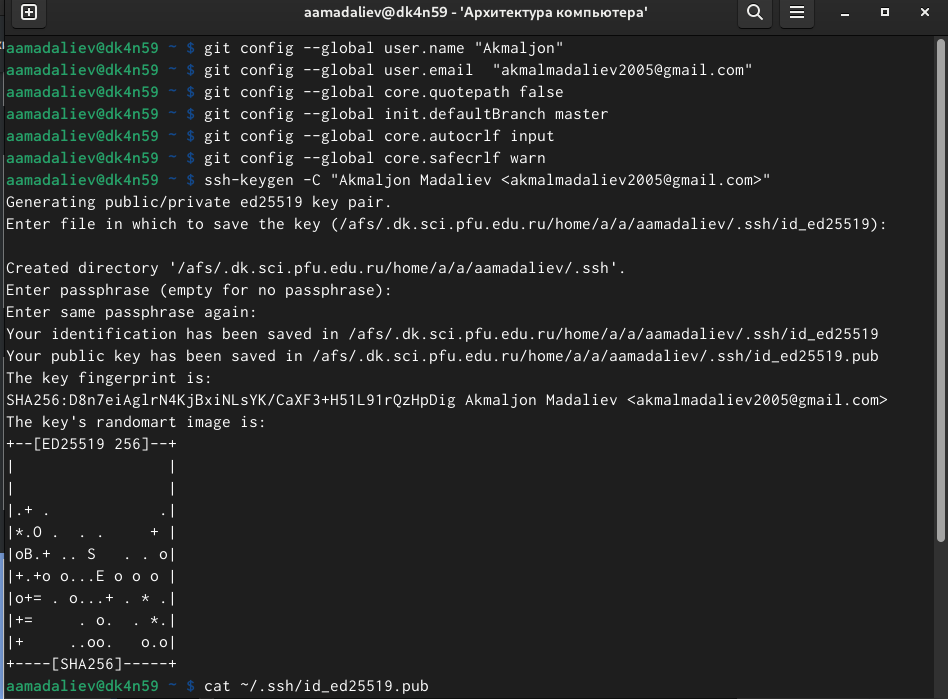 aamadaliev@dk4n59 - 'Архитектура компьютера'
aamadaliev@dk4n59 ~ $ git config --global user.name "Akmaljon"
aamadaliev@dk4n59 ~ $ git config --global user.email  "akmalmadaliev2005@gmail.com"
aamadaliev@dk4n59 ~ $ git config --global core.quotepath false
aamadaliev@dk4n59 ~ $ git config --global init.defaultBranch master
aamadaliev@dk4n59 ~ $ git config --global core.autocrlf input
aamadaliev@dk4n59 ~ $ git config --global core.safecrlf warn
aamadaliev@dk4n59 ~ $ ssh-keygen -C "Akmaljon Madaliev <akmalmadaliev2005@gmail.com>"
Generating public/private ed25519 key pair.
Enter file in which to save the key (/afs/.dk.sci.pfu.edu.ru/home/a/a/aamadaliev/.ssh/id_ed25519):
Created directory '/afs/.dk.sci.pfu.edu.ru/home/a/a/aamadaliev/.ssh'.
Enter passphrase (empty for no passphrase):
Enter same passphrase again:
Your identification has been saved in /afs/.dk.sci.pfu.edu.ru/home/a/a/aamadaliev/.ssh/id_ed25519
Your public key has been saved in /afs/.dk.sci.pfu.edu.ru/home/a/a/aamadaliev/.ssh/id_ed25519.pub
The key fingerprint is:
SHA256:D8n7eiAglrN4KjBxiNLsYK/CaXF3+H51L91rQzHpDig Akmaljon Madaliev <akmalmadaliev2005@gmail.com>
The key's randomart image is:
+--[ED25519 256]--+
|                 |
|                 |
|.+ .            .|
|*.O .  . .     + |
|oB.+ .. S   . . o|
|+.+o o...E o o o |
|o+= . o...+ . * .|
|+=     . o.  . *.|
|+      ..oo.   o.o|
+----[SHA256]-----+
aamadaliev@dk4n59 ~ $ cat ~/.ssh/id_ed25519.pub